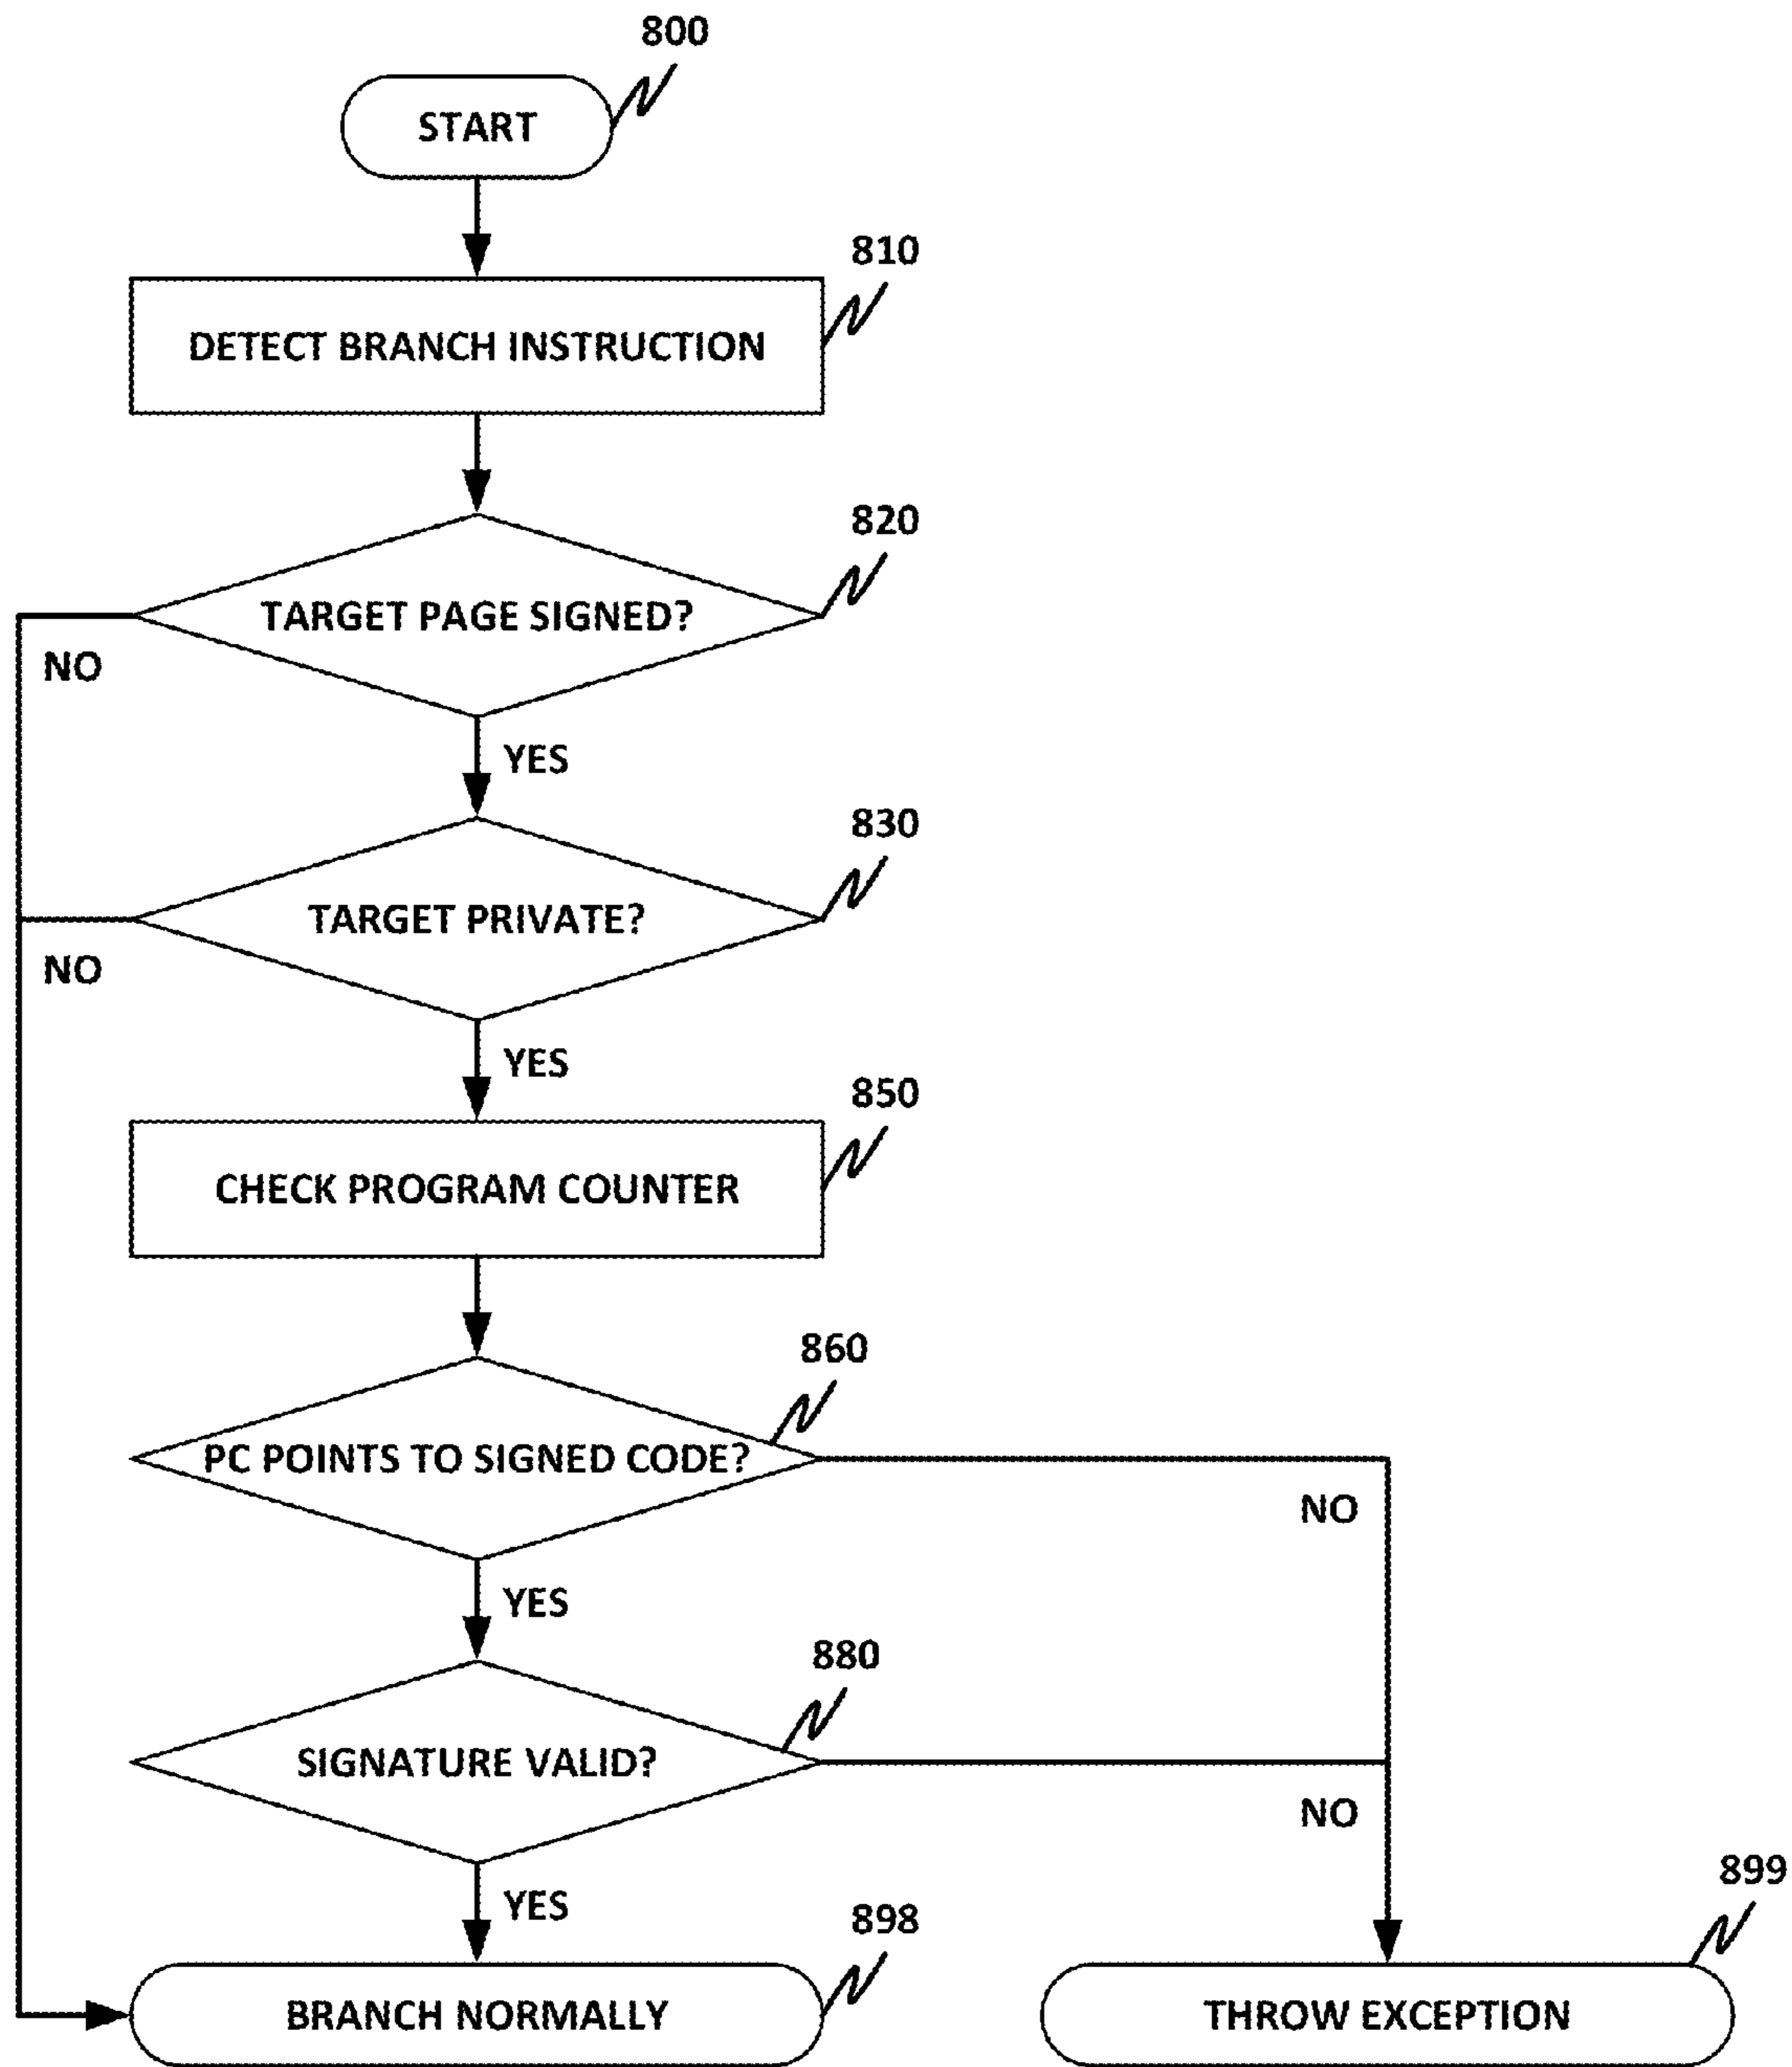 800
START
810
DETECT BRANCH INSTRUCTION
820
TARGET PAGE SIGNED?
NO
YES
830
TARGET PRIVATE?
NO
YES
850
CHECK PROGRAM COUNTER
860
PC POINTS TO SIGNED CODE?
NO
YES
880
SIGNATURE VALID?
NO
YES
898
899
BRANCH NORMALLY
THROW EXCEPTION